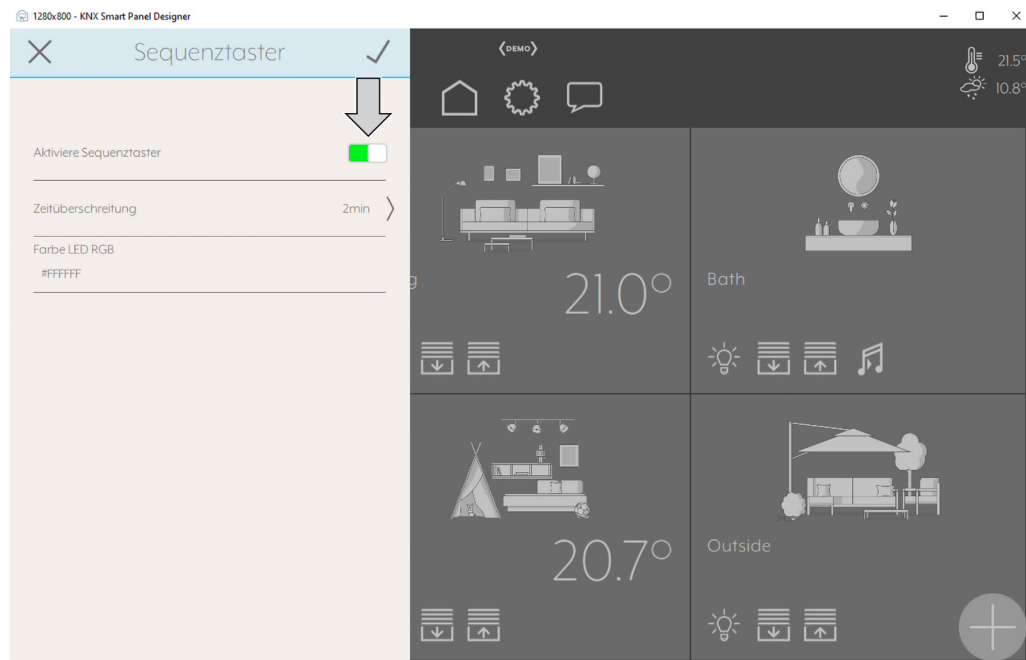 1280x800 - KNX Smart Panel Designer
Sequenztaster
Aktiviere Sequenztaster
Zeitüberschreitung 2min
Farbe LED RGB
#FFFFFF
DEMO
21.5°
10.8°
g
21.0°
Bath
20.7°
Outside